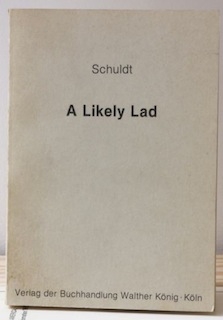 Schuldt
A Likely Lad
Verlag der Buchhandlung Walther König · Köln